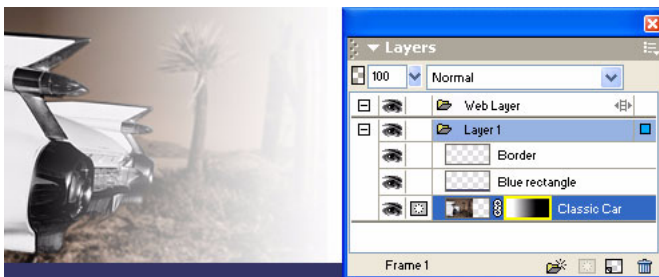 Layers
100 Normal
Web Layer
Layer 1
Border
Blue rectangle
Classic Car
Frame 1